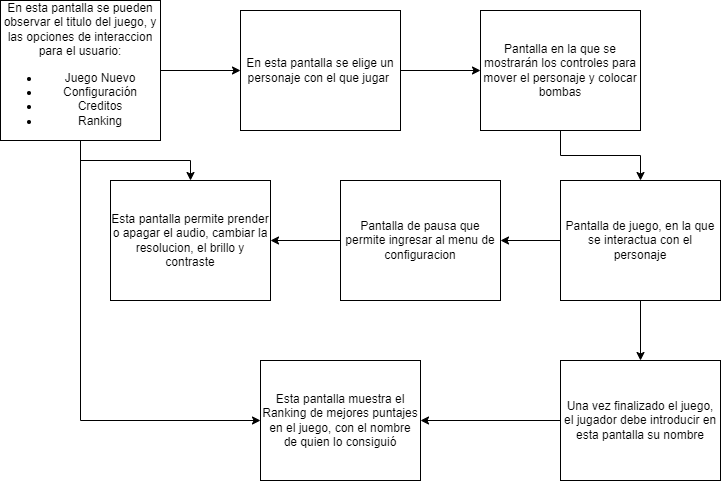 En esta pantalla se pueden
observar el titulo del juego, y
las opciones de interaccion
para el usuario:
• Juego Nuevo
• Configuración
• Creditos
• Ranking
En esta pantalla se elige un
personaje con el que jugar
Pantalla en la que se
mostrarán los controles para
mover el personaje y colocar
bombas
Esta pantalla permite prender
o apagar el audio, cambiar la
resolucion, el brillo y
contraste
Pantalla de pausa que
permite ingresar al menu de
configuracion
Pantalla de juego, en la que
se interactua con el
personaje
Esta pantalla muestra el
Ranking de mejores puntajes
en el juego, con el nombre
de quien lo consiguió
Una vez finalizado el juego,
el jugador debe introducir en
esta pantalla su nombre